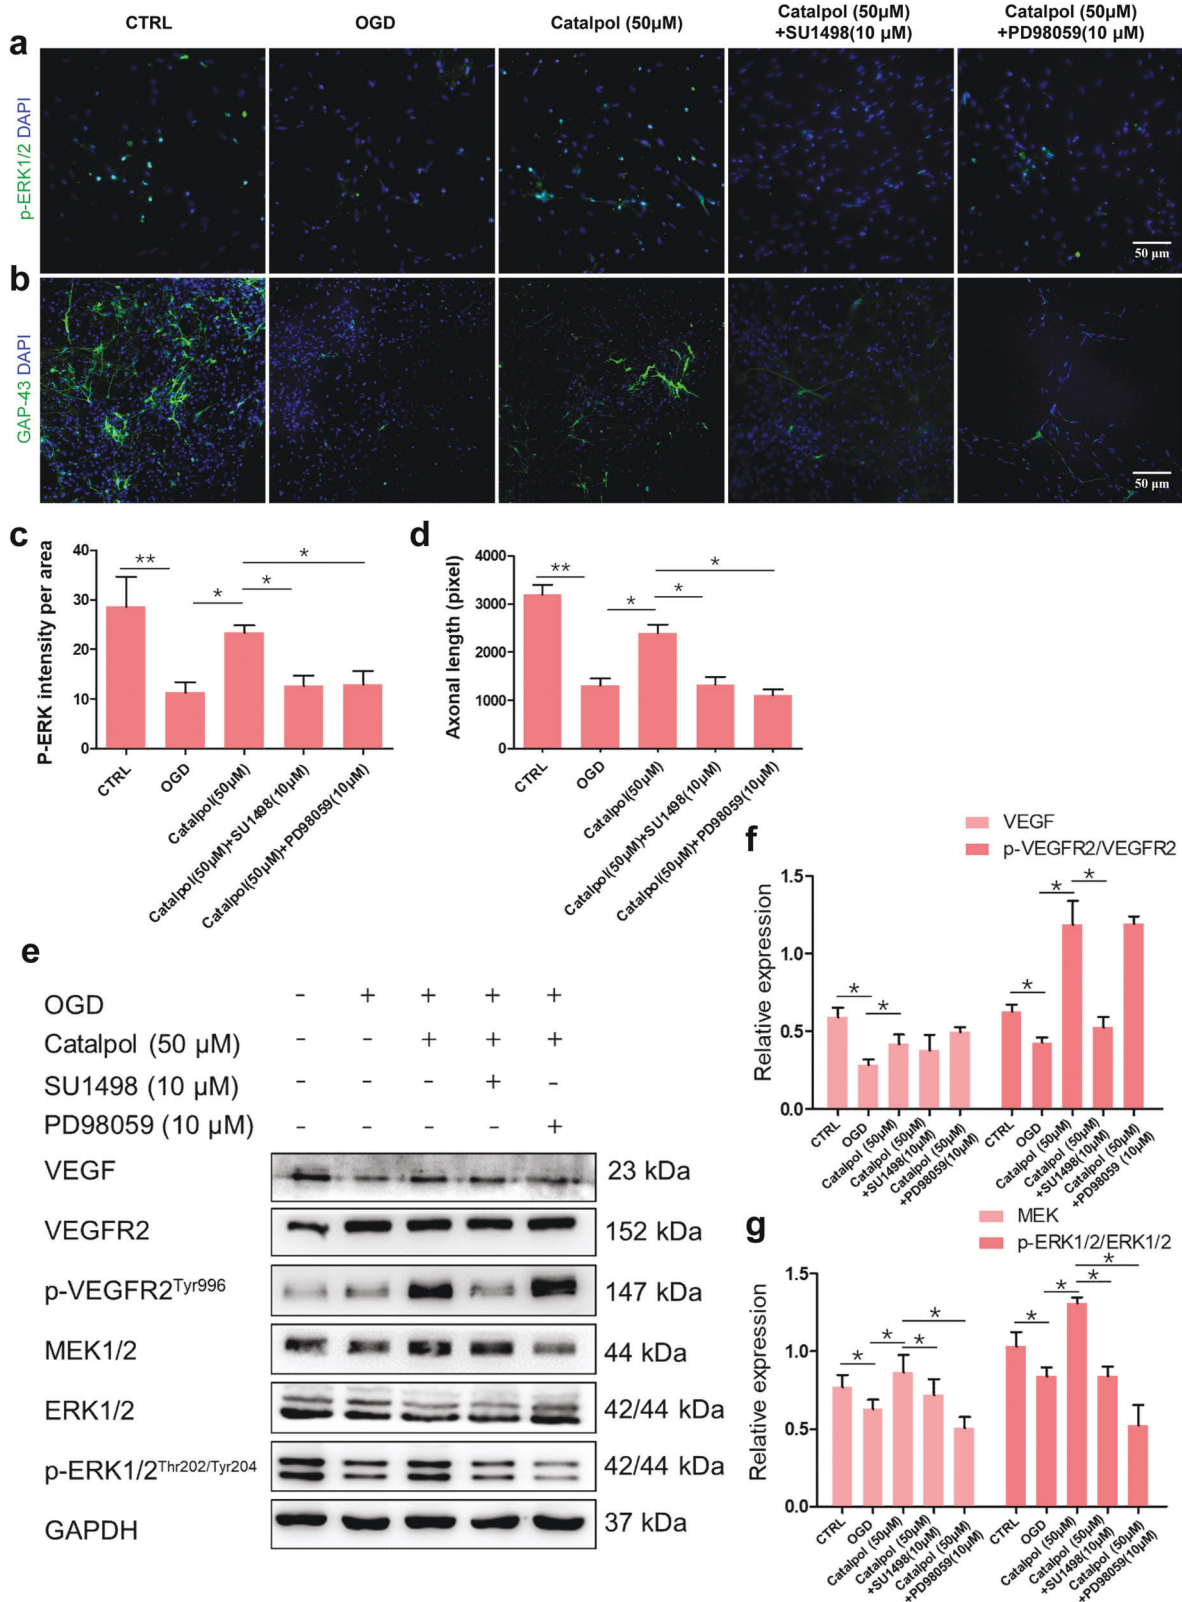 CTRL
OGD
Catalpol (50μM)
Catalpol (50μM)
+SU1498(10 μM)
Catalpol (50μM)
+PD98059(10 μM)
a
p-ERK1/2 DAPI
50 μm
b
GAP-43 DAPI
50 μm
c
P-ERK intensity per area
40
30
20
10
0
**
*
*
*
CTRL
OGD
Catalpol(50μM)
Catalpol(50μM)+SU1498(10μM)
Catalpol(50μM)+PD98059(10μM)
d
Axonal length (pixel)
4000
3000
2000
1000
0
**
*
*
*
CTRL
OGD
Catalpol(50μM)
Catalpol(50μM)+SU1498(10μM)
Catalpol(50μM)+PD98059(10μM)
e
OGD - + + + +
Catalpol (50 μM) - - + + +
SU1498 (10 μM) - - - + -
PD98059 (10 μM) - - - - +
VEGF 23 kDa
VEGFR2 152 kDa
p-VEGFR2Tyr996 147 kDa
MEK1/2 44 kDa
ERK1/2 42/44 kDa
p-ERK1/2Thr202/Tyr204 42/44 kDa
GAPDH 37 kDa
f
VEGF
p-VEGFR2/VEGFR2
Relative expression
1.5
1.0
0.5
0.0
*
*
*
*
*
CTRL
OGD
Catalpol (50μM)
Catalpol (50μM)
+SU1498(10μM)
Catalpol (50μM)
+PD98059(10μM)
CTRL
OGD
Catalpol (50μM)
Catalpol (50μM)
+SU1498(10μM)
Catalpol (50μM)
+PD98059 (10μM)
g
MEK
p-ERK1/2/ERK1/2
Relative expression
1.5
1.0
0.5
0.0
*
*
*
*
*
*
*
*
CTRL
OGD
Catalpol (50μM)
Catalpol (50μM)
+SU1498(10μM)
Catalpol (50μM)
+PD98059(10μM)
CTRL
OGD
Catalpol (50μM)
Catalpol (50μM)
+SU1498(10μM)
Catalpol (50μM)
+PD98059(10μM)